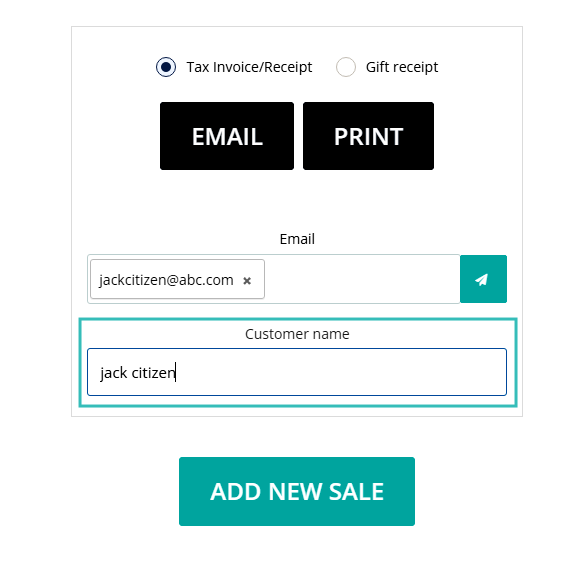 Tax Invoice/Receipt Gift receipt
EMAIL PRINT
Email
jackcitizen@abc.com ×
Customer name
jack citizen
ADD NEW SALE